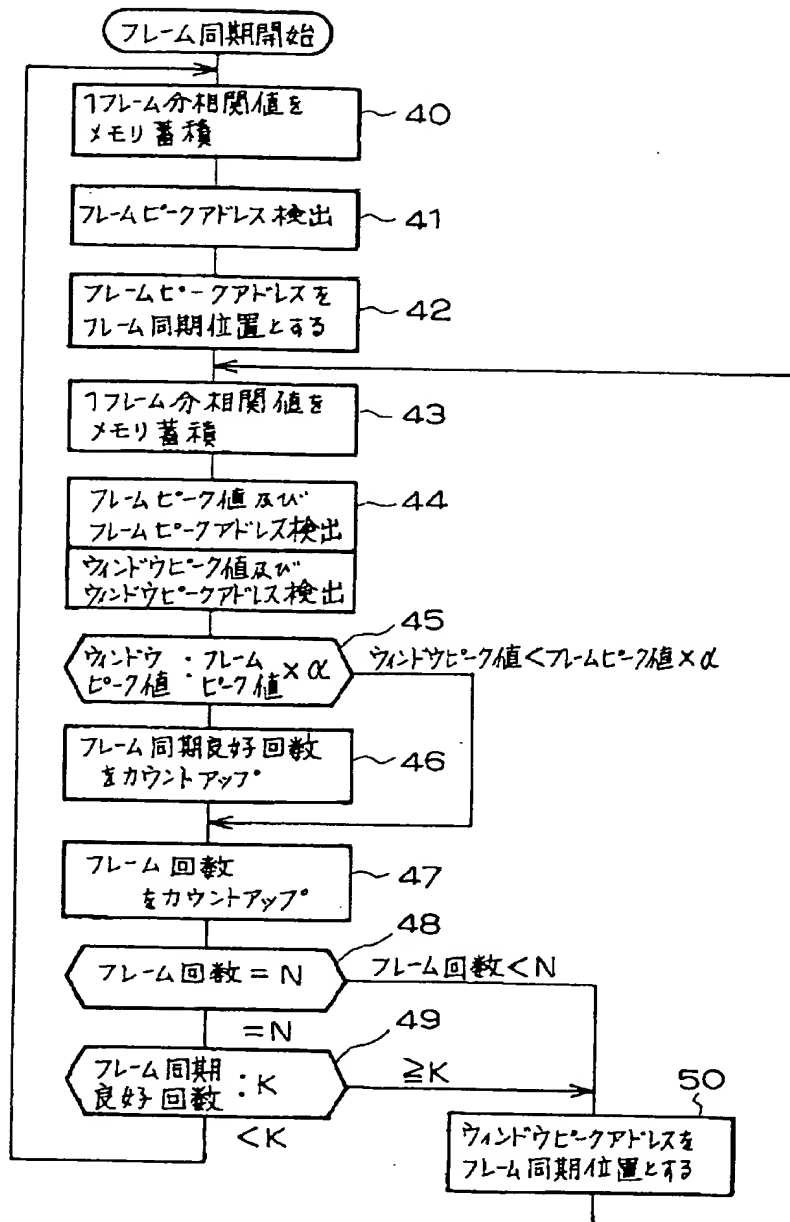 フレーム同期開始
1フレーム分相関値を
メモリ蓄積
40
フレームピークアドレス検出
41
フレームピークアドレスを
フレーム同期位置とする
42
1フレーム分相関値を
メモリ蓄積
43
フレームピーク値及び
フレームピークアドレス検出
44
ウィンドウピーク値及び
ウィンドウピークアドレス検出
45
ウィンドウ
ピーク値
:
フレーム
ピーク値
×α
ウィンドウピーク値<フレームピーク値×α
フレーム同期良好回数
をカウントアップ
46
フレーム回数
をカウントアップ
47
48
フレーム回数=N
フレーム回数<N
=N
49
フレーム同期
良好回数
:K
≧K
<K
50
ウィンドウピークアドレスを
フレーム同期位置とする